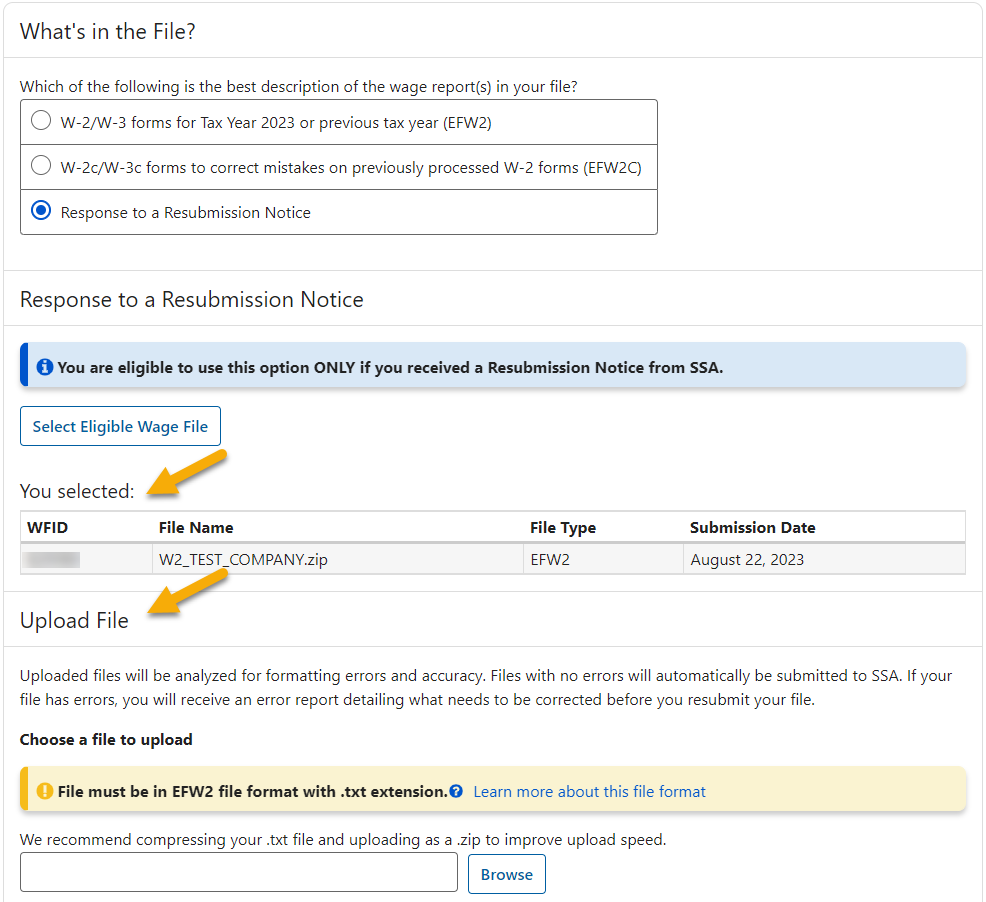 What's in the File?
Which of the following is the best description of the wage report(s) in your file?
W-2/W-3 forms for Tax Year 2023 or previous tax year (EFW2)
W-2c/W-3c forms to correct mistakes on previously processed W-2 forms (EFW2C)
Response to a Resubmission Notice
Response to a Resubmission Notice
You are eligible to use this option ONLY if you received a Resubmission Notice from SSA.
Select Eligible Wage File
You selected:
WFID File Name File Type Submission Date
W2_TEST_COMPANY.zip EFW2 August 22, 2023
Upload File
Uploaded files will be analyzed for formatting errors and accuracy. Files with no errors will automatically be submitted to SSA. If your
file has errors, you will receive an error report detailing what needs to be corrected before you resubmit your file.
Choose a file to upload
File must be in EFW2 file format with .txt extension. Learn more about this file format
We recommend compressing your .txt file and uploading as a .zip to improve upload speed.
Browse